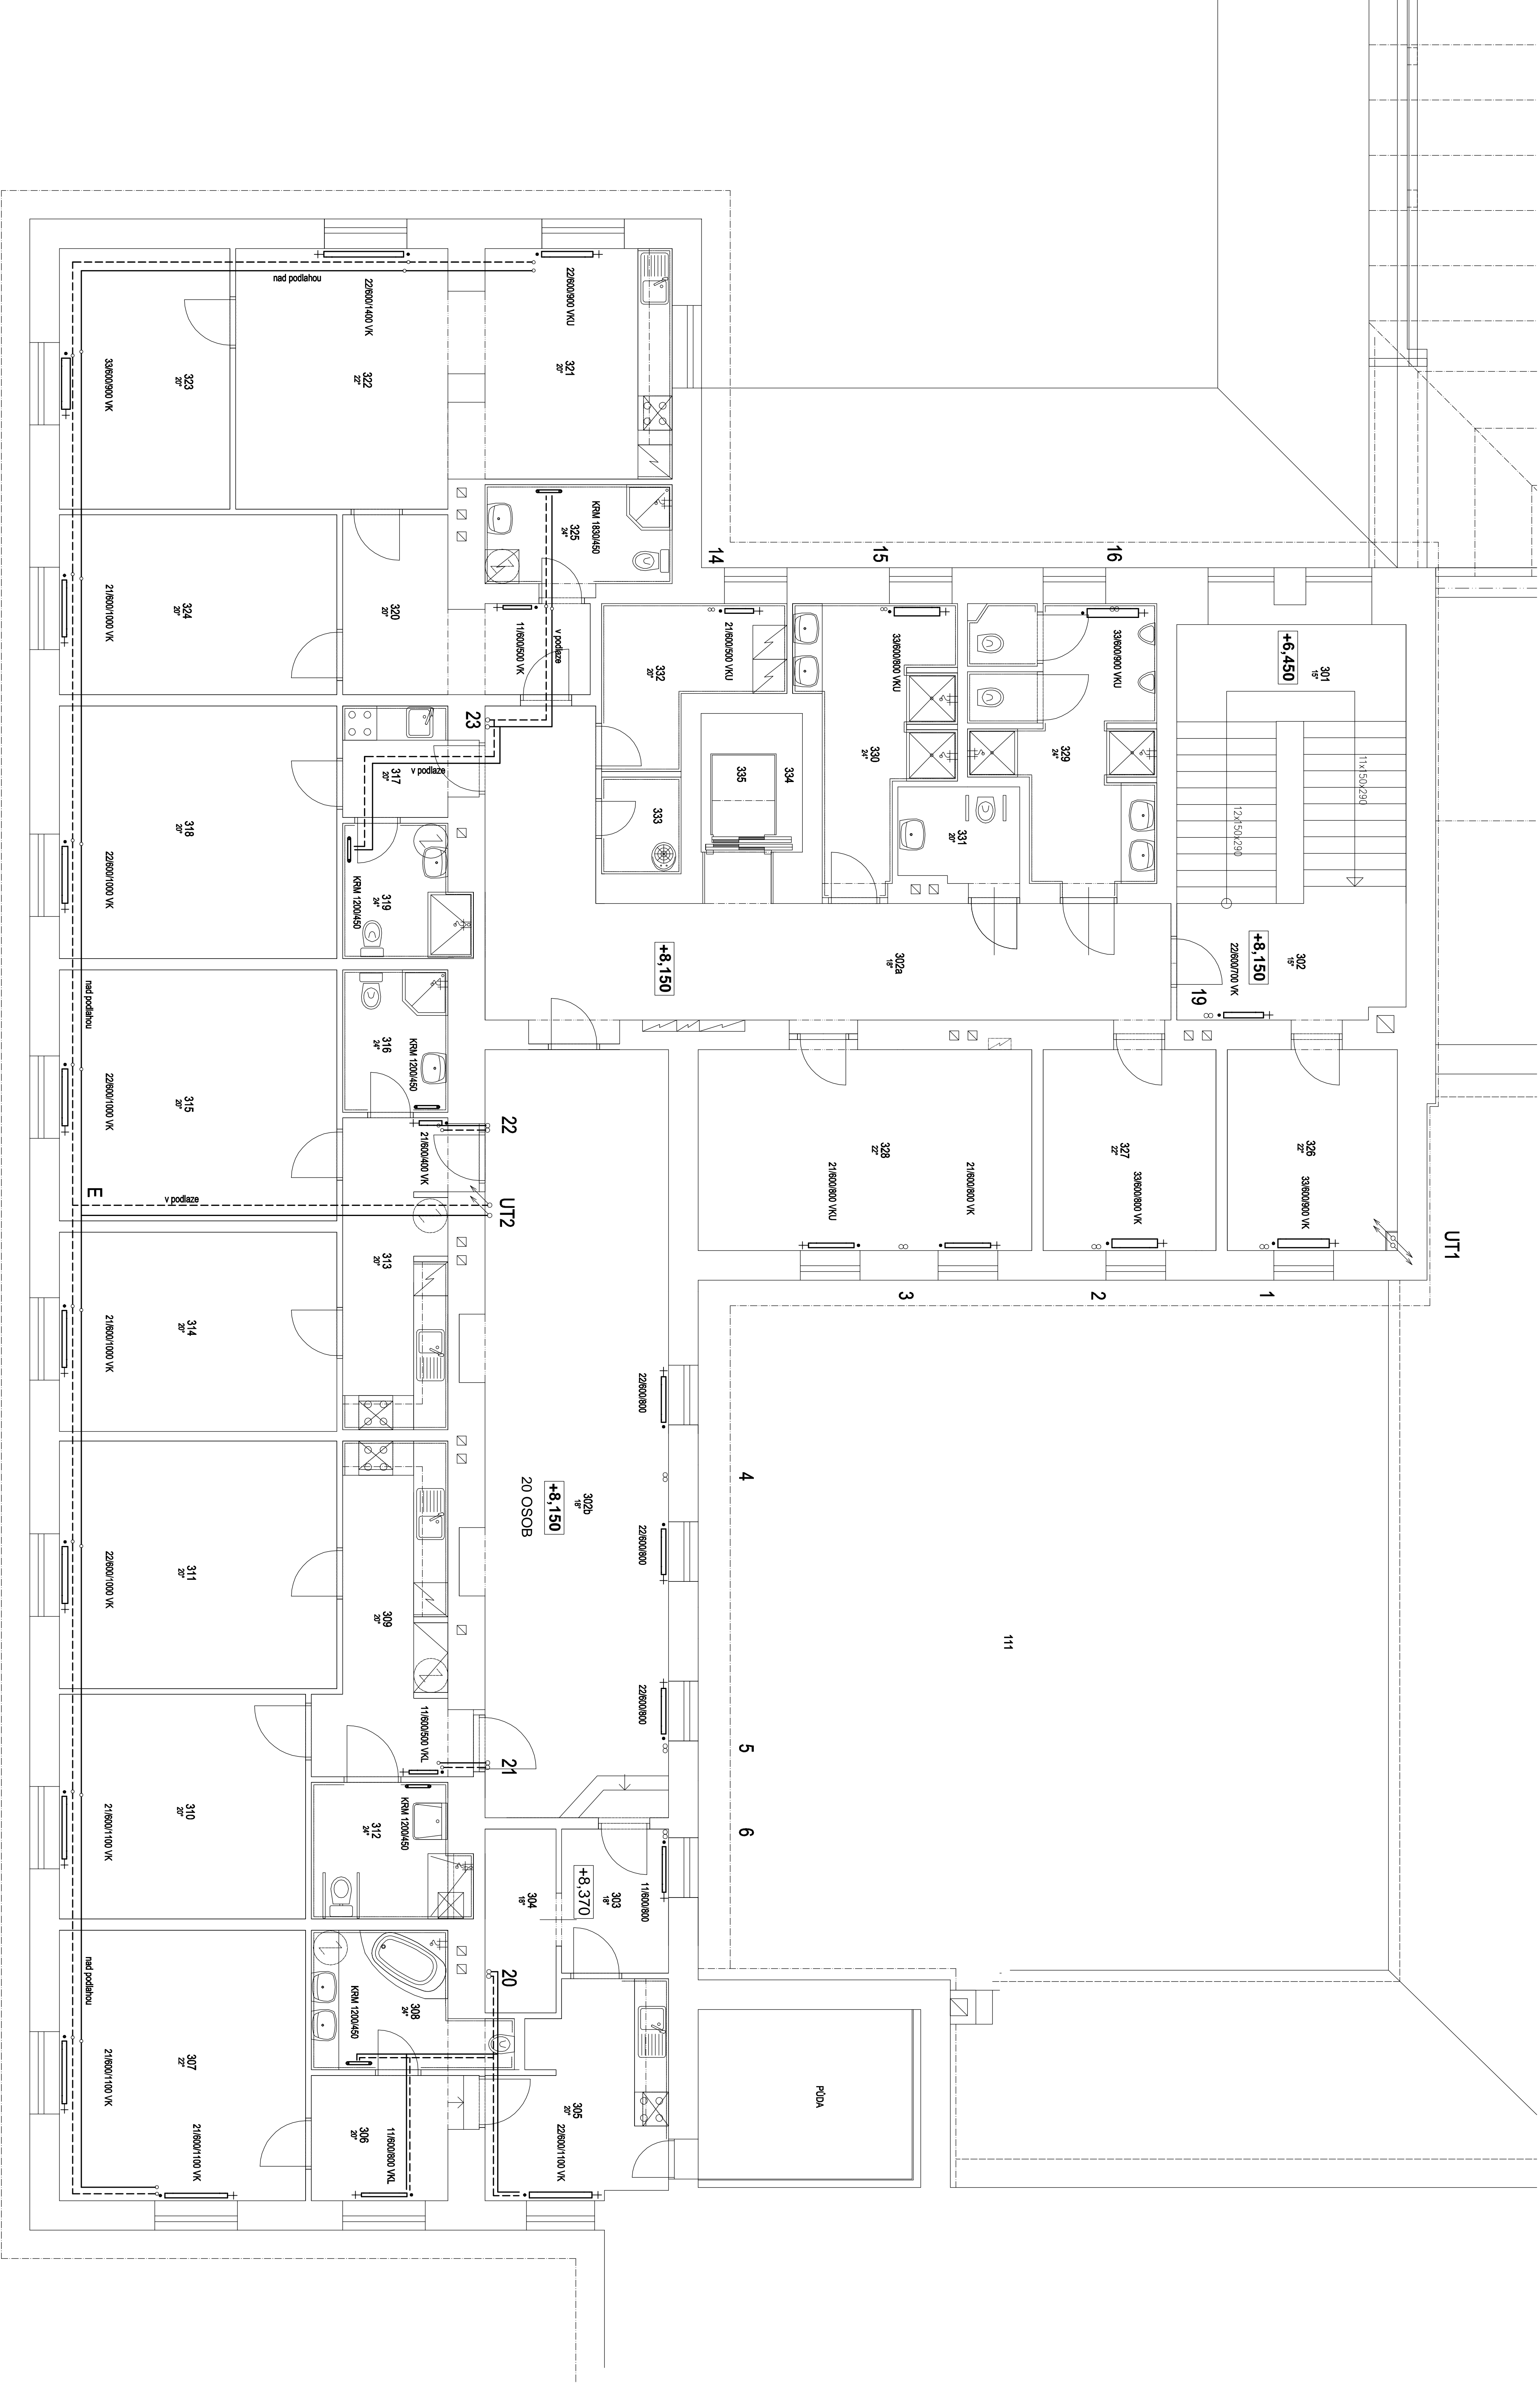 UT1
301
15°
+6,450
11x150x290
12x150x290
302
15°
+8,150
22/600/700 VK
19
326
22°
33/600/900 VK
1
16
33/600/900 VKU
329
24°
327
22°
33/600/800 VK
2
331
20°
15
33/600/800 VKU
330
24°
302a
18°
328
22°
21/600/800 VK
21/600/800 VKU
3
111
334
335
14
21/600/500 VKU
332
20°
333
+8,150
4
5
6
22/600/800
22/600/800
22/600/800
11/600/800
PŮDA
22/600/900 VKU
321
20°
KRM 1830/450
325
24°
v podlaze
11/600/500 VK
302b
18°
+8,150
20 OSOB
303
18°
+8,370
304
18°
305
20°
22/600/1100 VK
23
22
UT2
21
20
nad podlahou
22/600/1400 VK
322
22°
320
20°
317
20°
v podlaze
319
24°
KRM 1200/450
316
24°
KRM 1200/450
21/600/400 VK
313
20°
309
20°
11/600/500 VKL
KRM 1200/450
312
24°
308
24°
KRM 1200/450
306
20°
11/600/800 VKL
323
20°
33/600/900 VK
324
20°
21/600/1000 VK
318
20°
22/600/1000 VK
315
20°
22/600/1000 VK
nad podlahou
E
v podlaze
314
20°
21/600/1000 VK
311
20°
22/600/1000 VK
310
20°
21/600/1100 VK
nad podlahou
307
22°
21/600/1100 VK
21/600/1100 VK